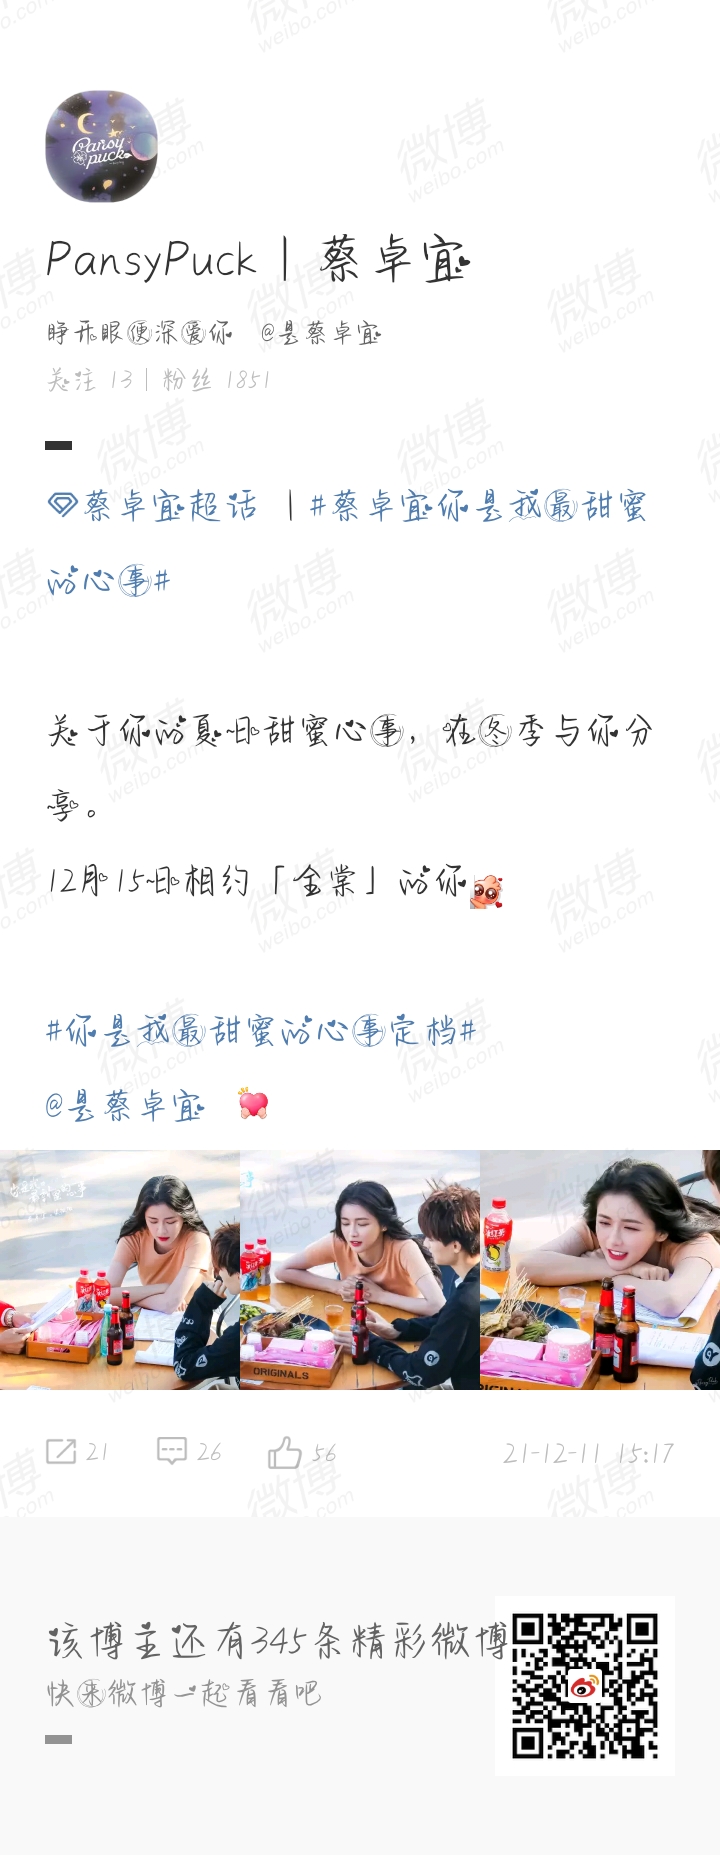 Pansy
puck
PansyPuck | 蔡卓宜
睁开眼便深爱你 @是蔡卓宜
关注 13 | 粉丝 1851
蔡卓宜超话 | #蔡卓宜你是我最甜蜜
的心事#
关于你的夏日甜蜜心事，在冬季与你分
享。
12月15日相约「金棠」的你
#你是我最甜蜜的心事定档#
@是蔡卓宜
ORIGINALS
21 26 56 21-12-11 15:17
该博主还有345条精彩微博
快来微博一起看看吧
微博
weibo.com